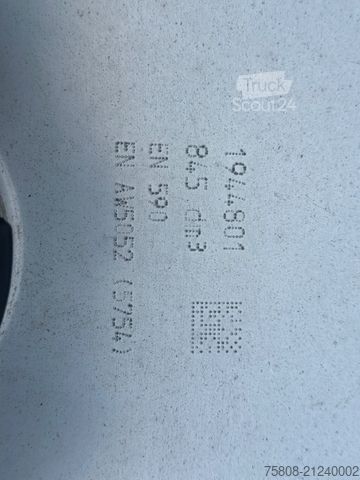 1944801
845 dm3
EN 590
EN AW5052 (5754)
Truck
Scout24
75808-21240002